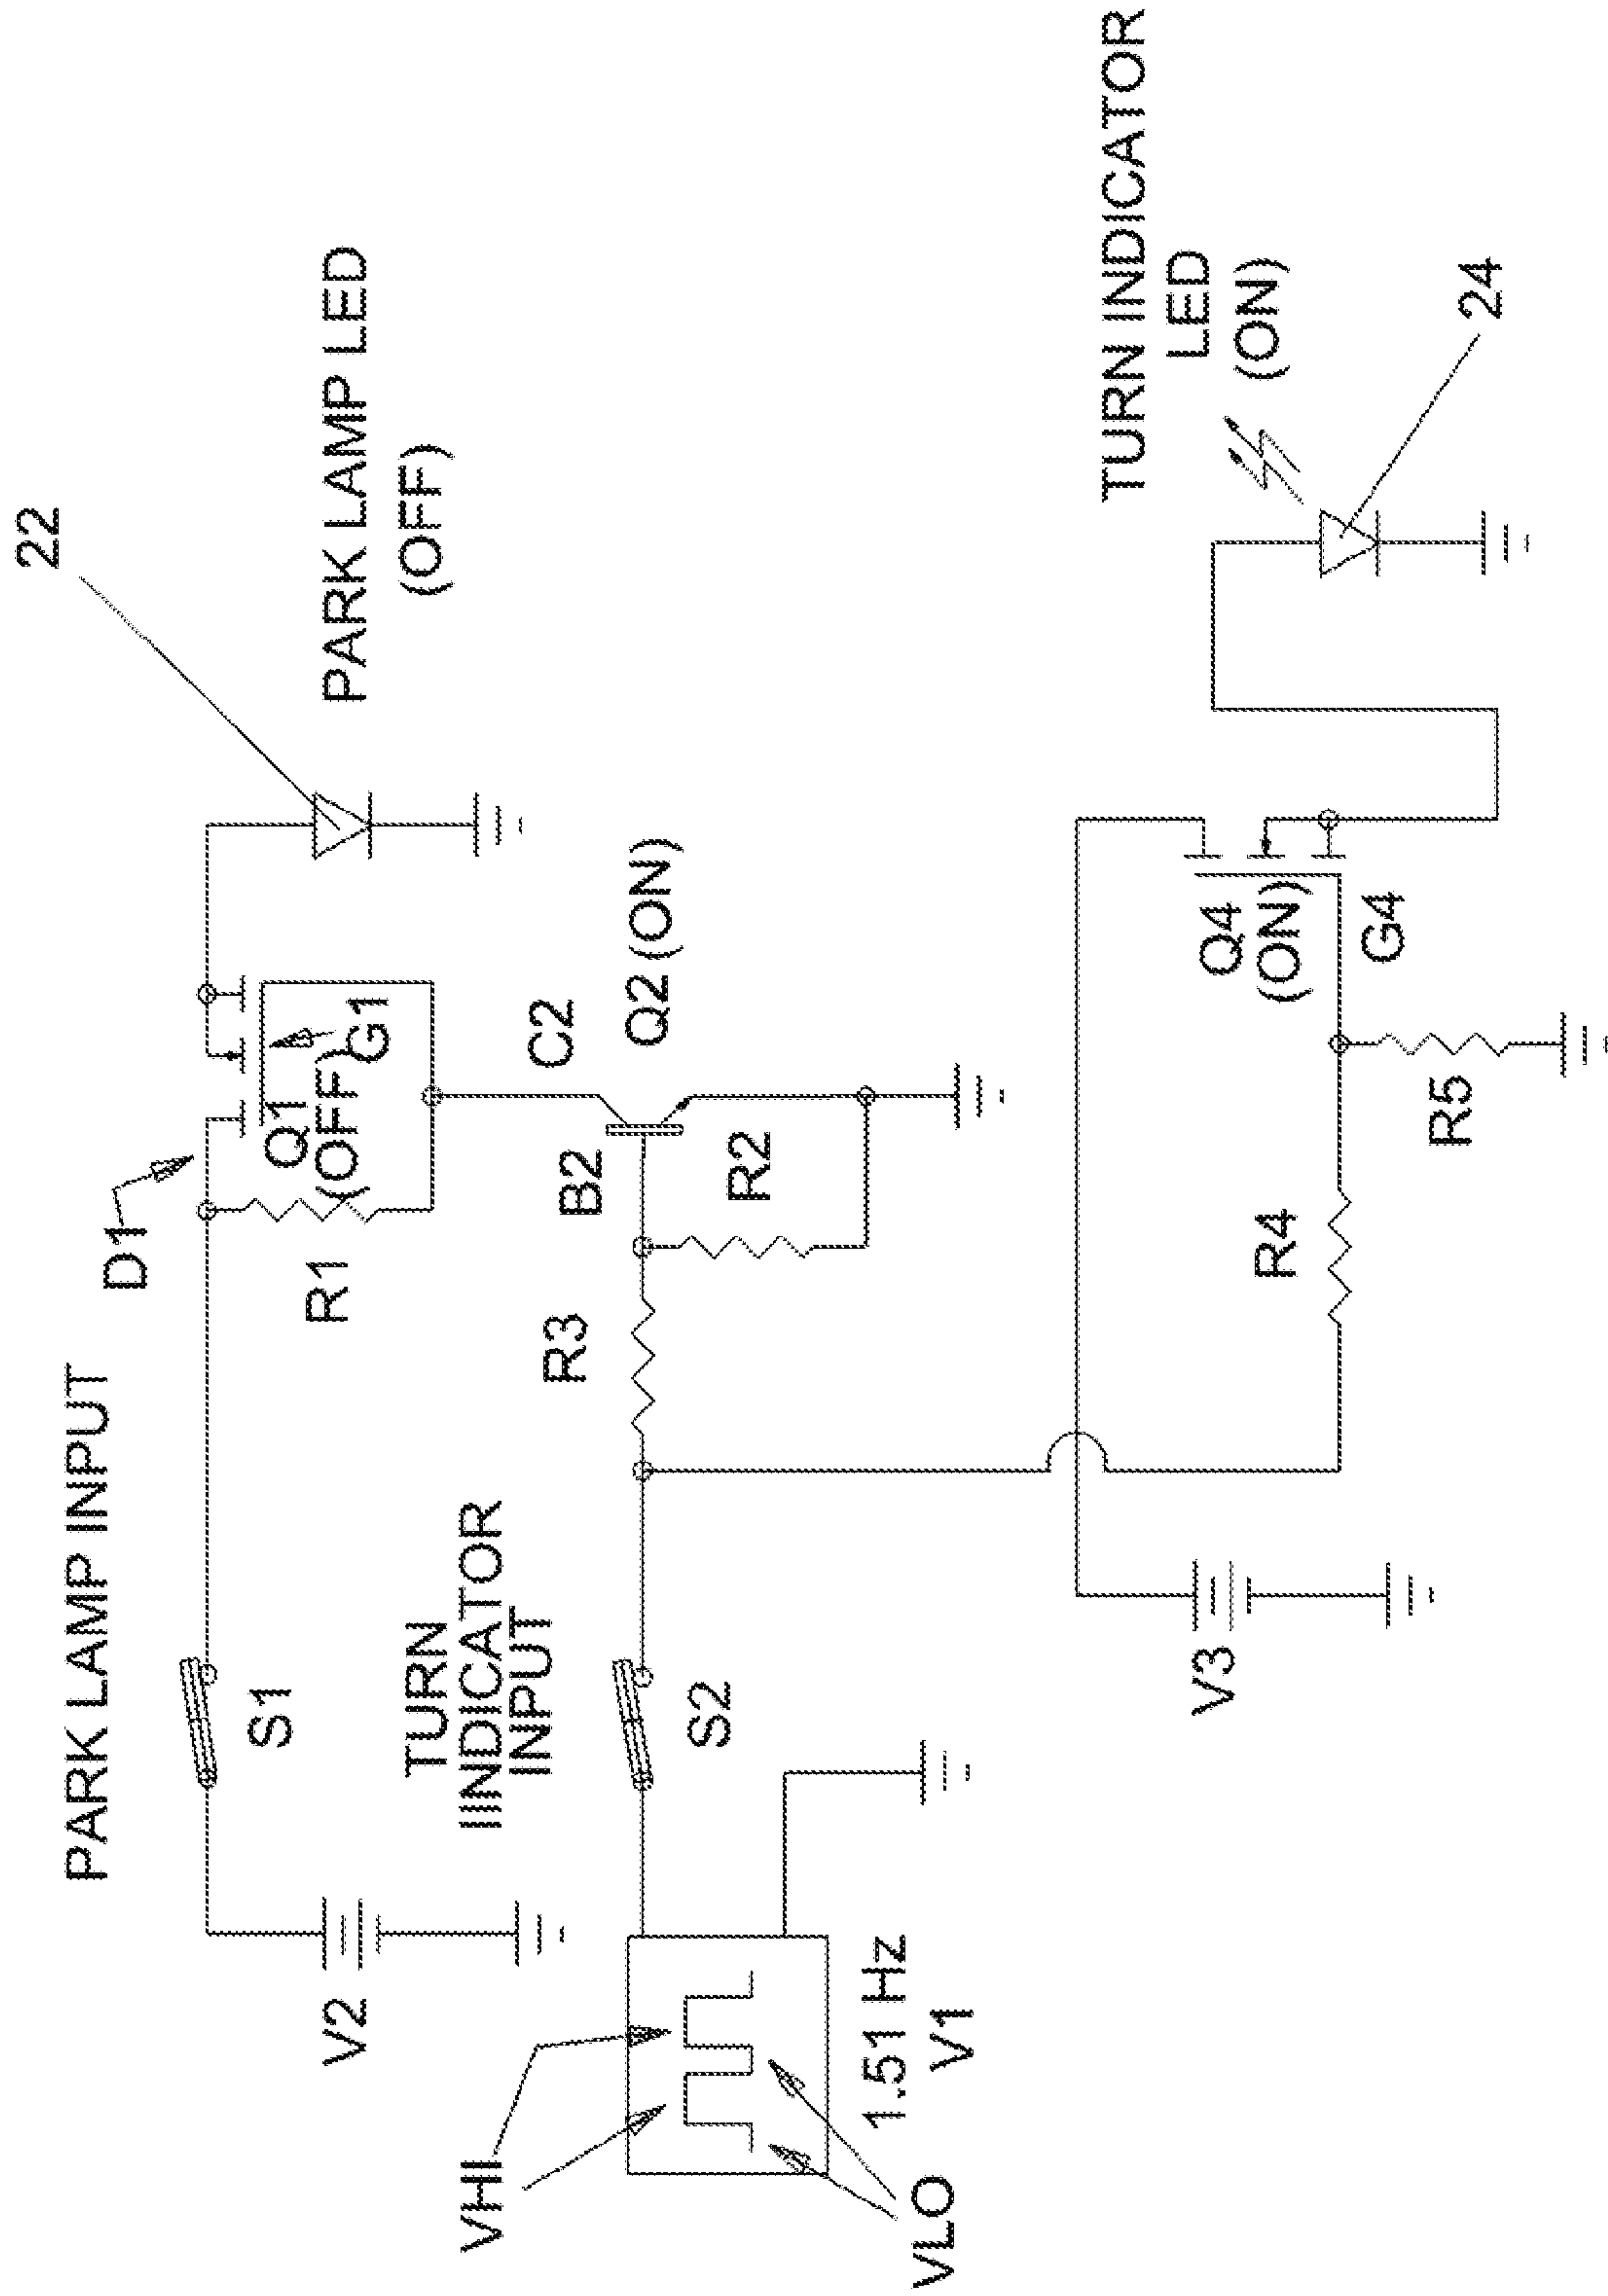 22
PARK LAMP LED
(OFF)
PARK LAMP INPUT
D1
Q1
(OFF)
G1
R1
S1
V2
C2
Q2 (ON)
B2
R2
R3
TURN
IINDICATOR
INPUT
S2
VHI
VLO
1.51 Hz
V1
TURN INDICATOR
LED
(ON)
24
Q4
(ON)
G4
R5
R4
V3